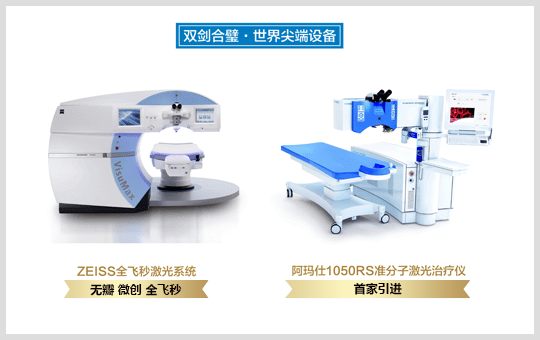 双剑合璧·世界尖端设备
VisuMax
ZEISS全飞秒激光系统
无瓣 微创 全飞秒
阿玛仕1050RS准分子激光治疗仪
首家引进